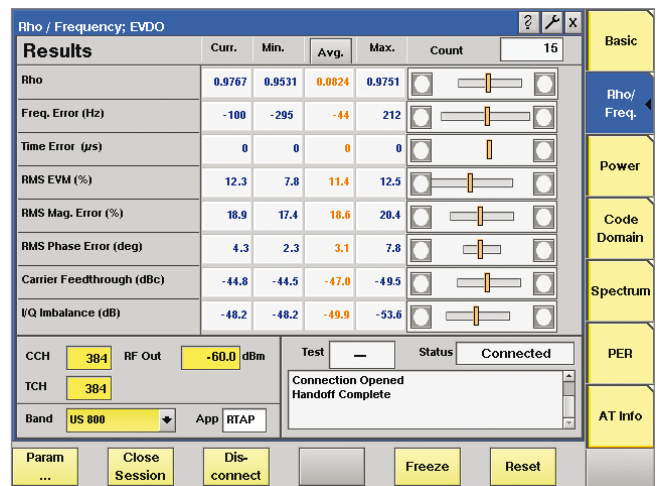 Rho / Frequency; EVDO ? X
Results Curr. Min. Avg. Max. Count 15
Rho 0.9767 0.9531 0.0824 0.9751
Freq. Error (Hz) -100 -295 -44 212
Time Error (µs) 0 0 0 0
RMS EVM (%) 12.3 7.8 11.4 12.5
RMS Mag. Error (%) 18.9 17.4 18.6 20.4
RMS Phase Error (deg) 4.3 2.3 3.1 7.8
Carrier Feedthrough (dBc) -44.8 -44.5 -47.0 -49.5
I/Q Imbalance (dB) -48.2 -48.2 -49.9 -53.6
CCH 384 RF Out -60.0 dBm
TCH 384
Band US 800 App RTAP
Test — Status Connected
Connection Opened
Handoff Complete
Basic
Rho/
Freq.
Power
Code
Domain
Spectrum
PER
AT Info
Param
...
Close
Session
Dis-
connect
Freeze
Reset